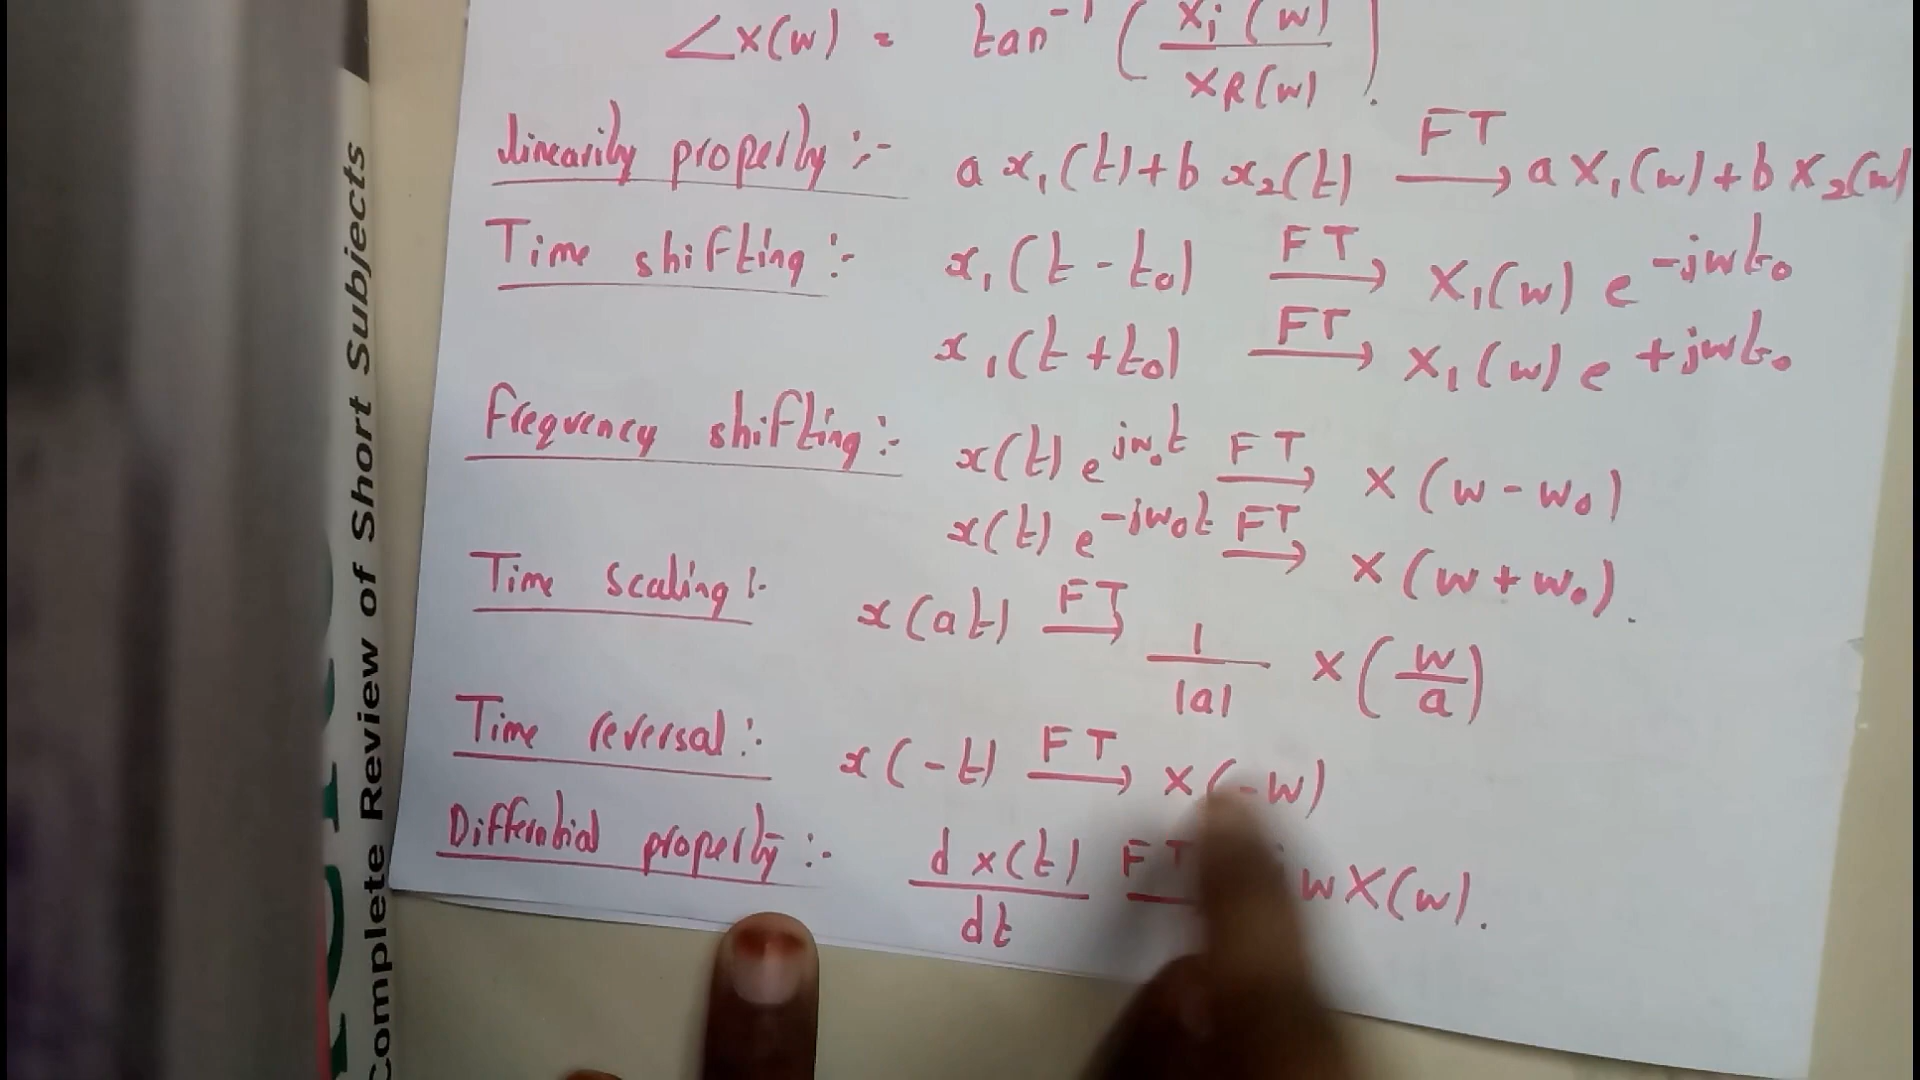 ∠X(w) = tan⁻¹ (Xi(w) / XR(w)).
linearity property :- a x₁(t) + b x₂(t) FT → a X₁(w) + b X₂(w)
Time shifting :- x₁(t - t₀) FT → X₁(w) e^-jwt₀
x₁(t + t₀) FT → X₁(w) e^+jwt₀
Frequency shifting :- x(t) e^jw₀t FT → X(w - w₀)
x(t) e^-jw₀t FT → X(w + w₀).
Time scaling :- x(at) FT → 1/|a| X(w/a)
Time reversal :- x(-t) FT → X(-w)
Differential property :- d x(t) / dt FT wX(w).
Complete Review of Short Subjects